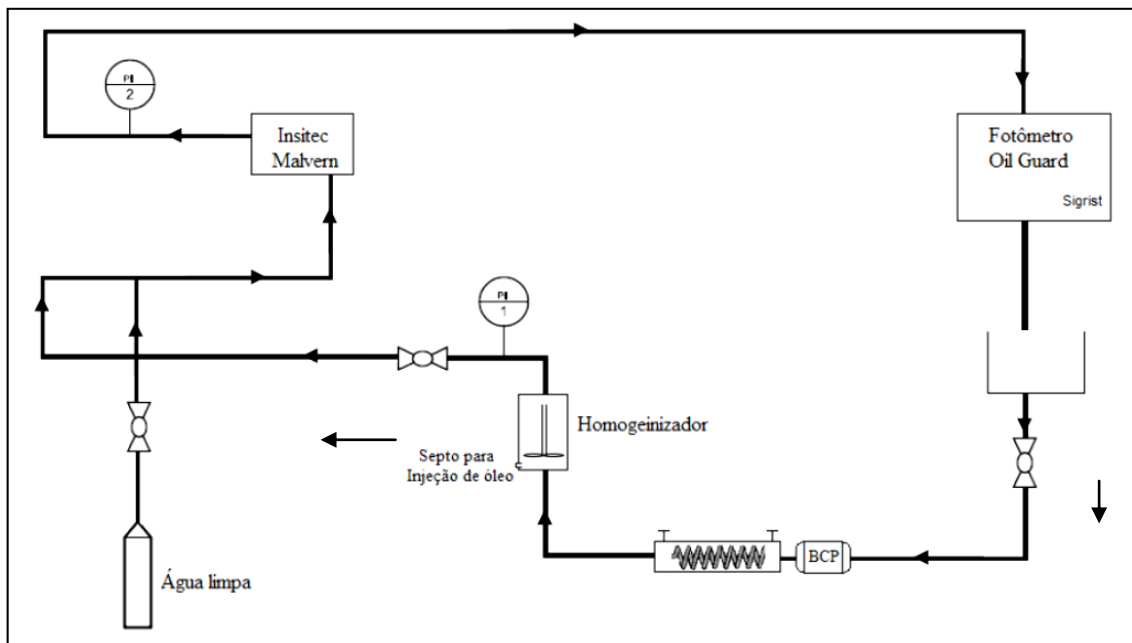 PI
2
Insitec
Malvern
Fotômetro
Oil Guard
Sigrist
PI
1
Homogeinizador
Septo para
Injeção de óleo
BCP
Água limpa